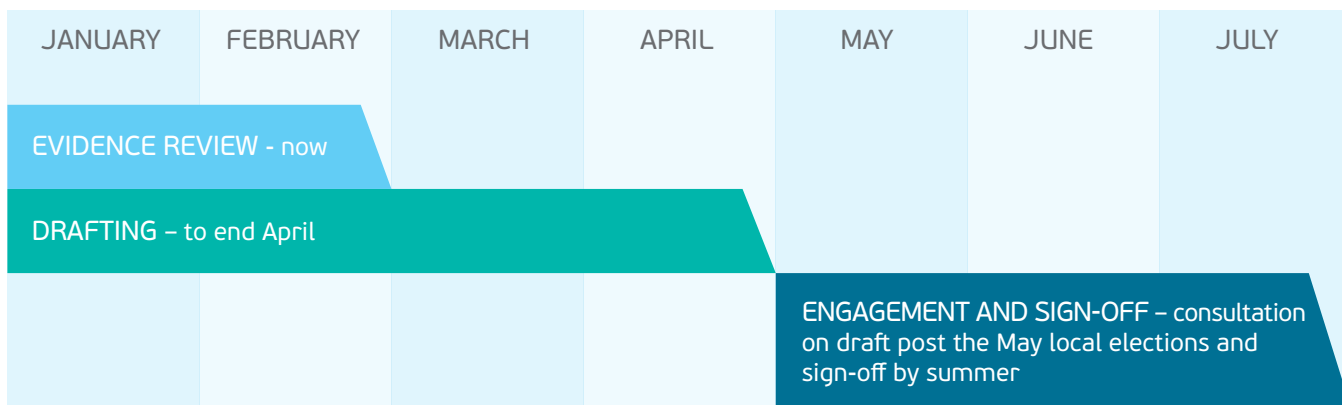 JANUARY FEBRUARY MARCH APRIL MAY JUNE JULY
EVIDENCE REVIEW - now
DRAFTING – to end April
ENGAGEMENT AND SIGN-OFF – consultation
on draft post the May local elections and
sign-off by summer